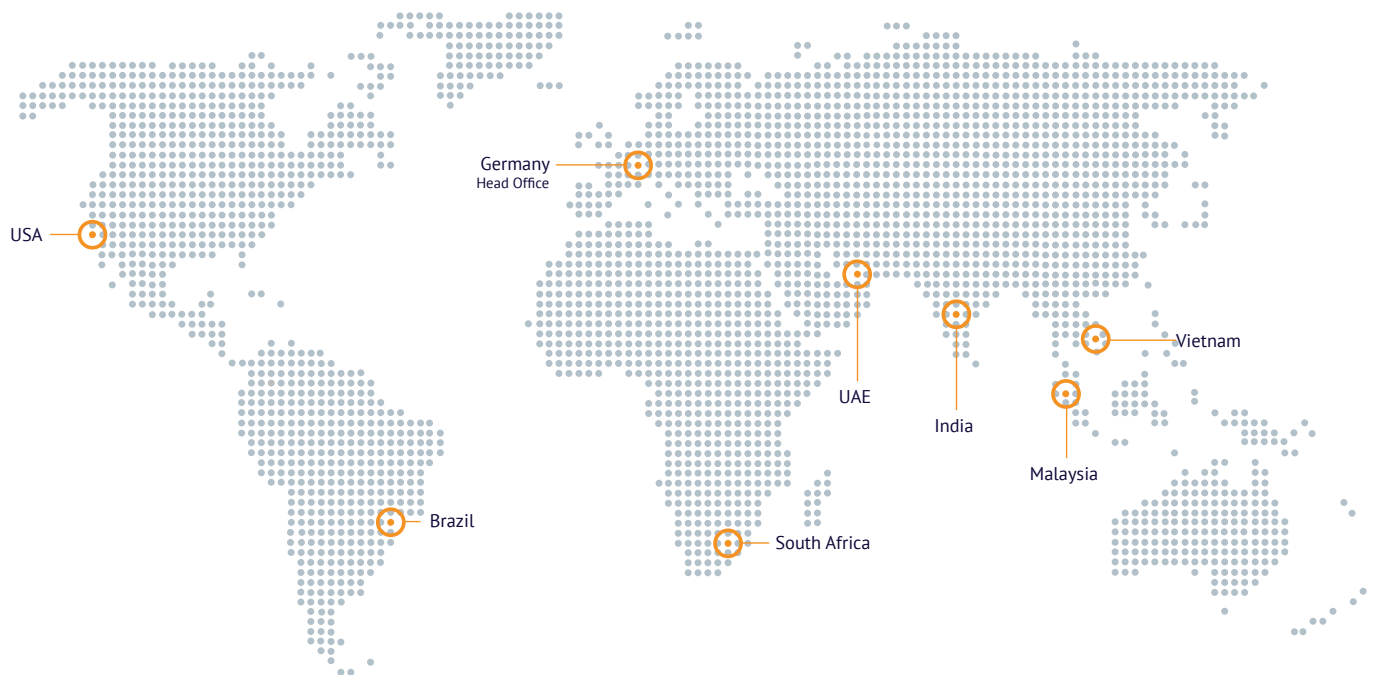 Germany
Head Office
USA
Vietnam
UAE
India
Malaysia
Brazil
South Africa